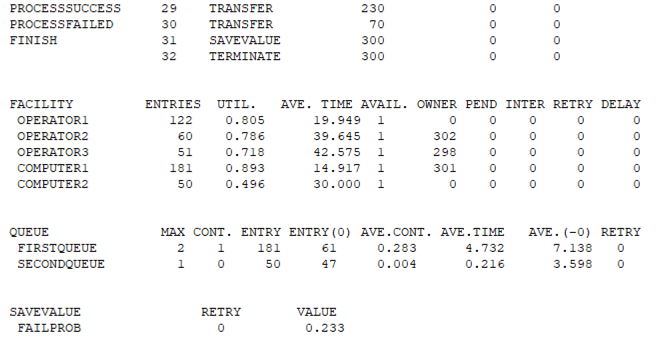 PROCESSSUCCESS 29 TRANSFER 230 0 0
PROCESSFAILED 30 TRANSFER 70 0 0
FINISH 31 SAVEVALUE 300 0 0
32 TERMINATE 300 0 0
FACILITY ENTRIES UTIL. AVE. TIME AVAIL. OWNER PEND INTER RETRY DELAY
OPERATOR1 122 0.805 19.949 1 0 0 0 0 0
OPERATOR2 60 0.786 39.645 1 302 0 0 0 0
OPERATOR3 51 0.718 42.575 1 298 0 0 0 0
COMPUTER1 181 0.893 14.917 1 301 0 0 0 0
COMPUTER2 50 0.496 30.000 1 0 0 0 0 0
QUEUE MAX CONT. ENTRY ENTRY(0) AVE.CONT. AVE.TIME AVE.(-0) RETRY
FIRSTQUEUE 2 1 181 61 0.283 4.732 7.138 0
SECONDQUEUE 1 0 50 47 0.004 0.216 3.598 0
SAVEVALUE RETRY VALUE
FAILPROB 0 0.233